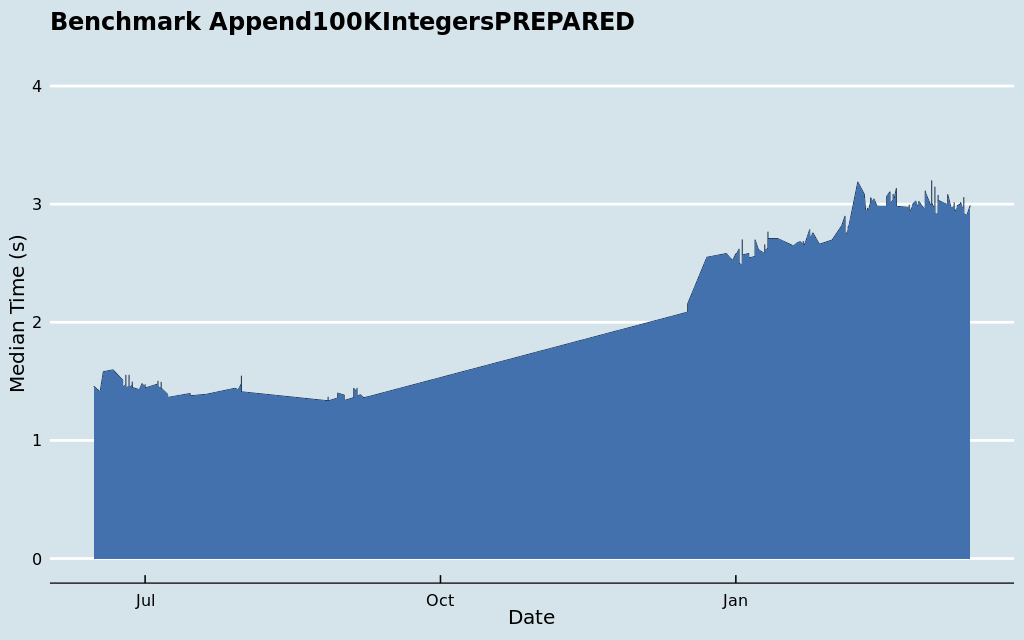 Benchmark Append100KIntegersPREPARED
4
3
2
1
0
Median Time (s)
Jul
Oct
Jan
Date